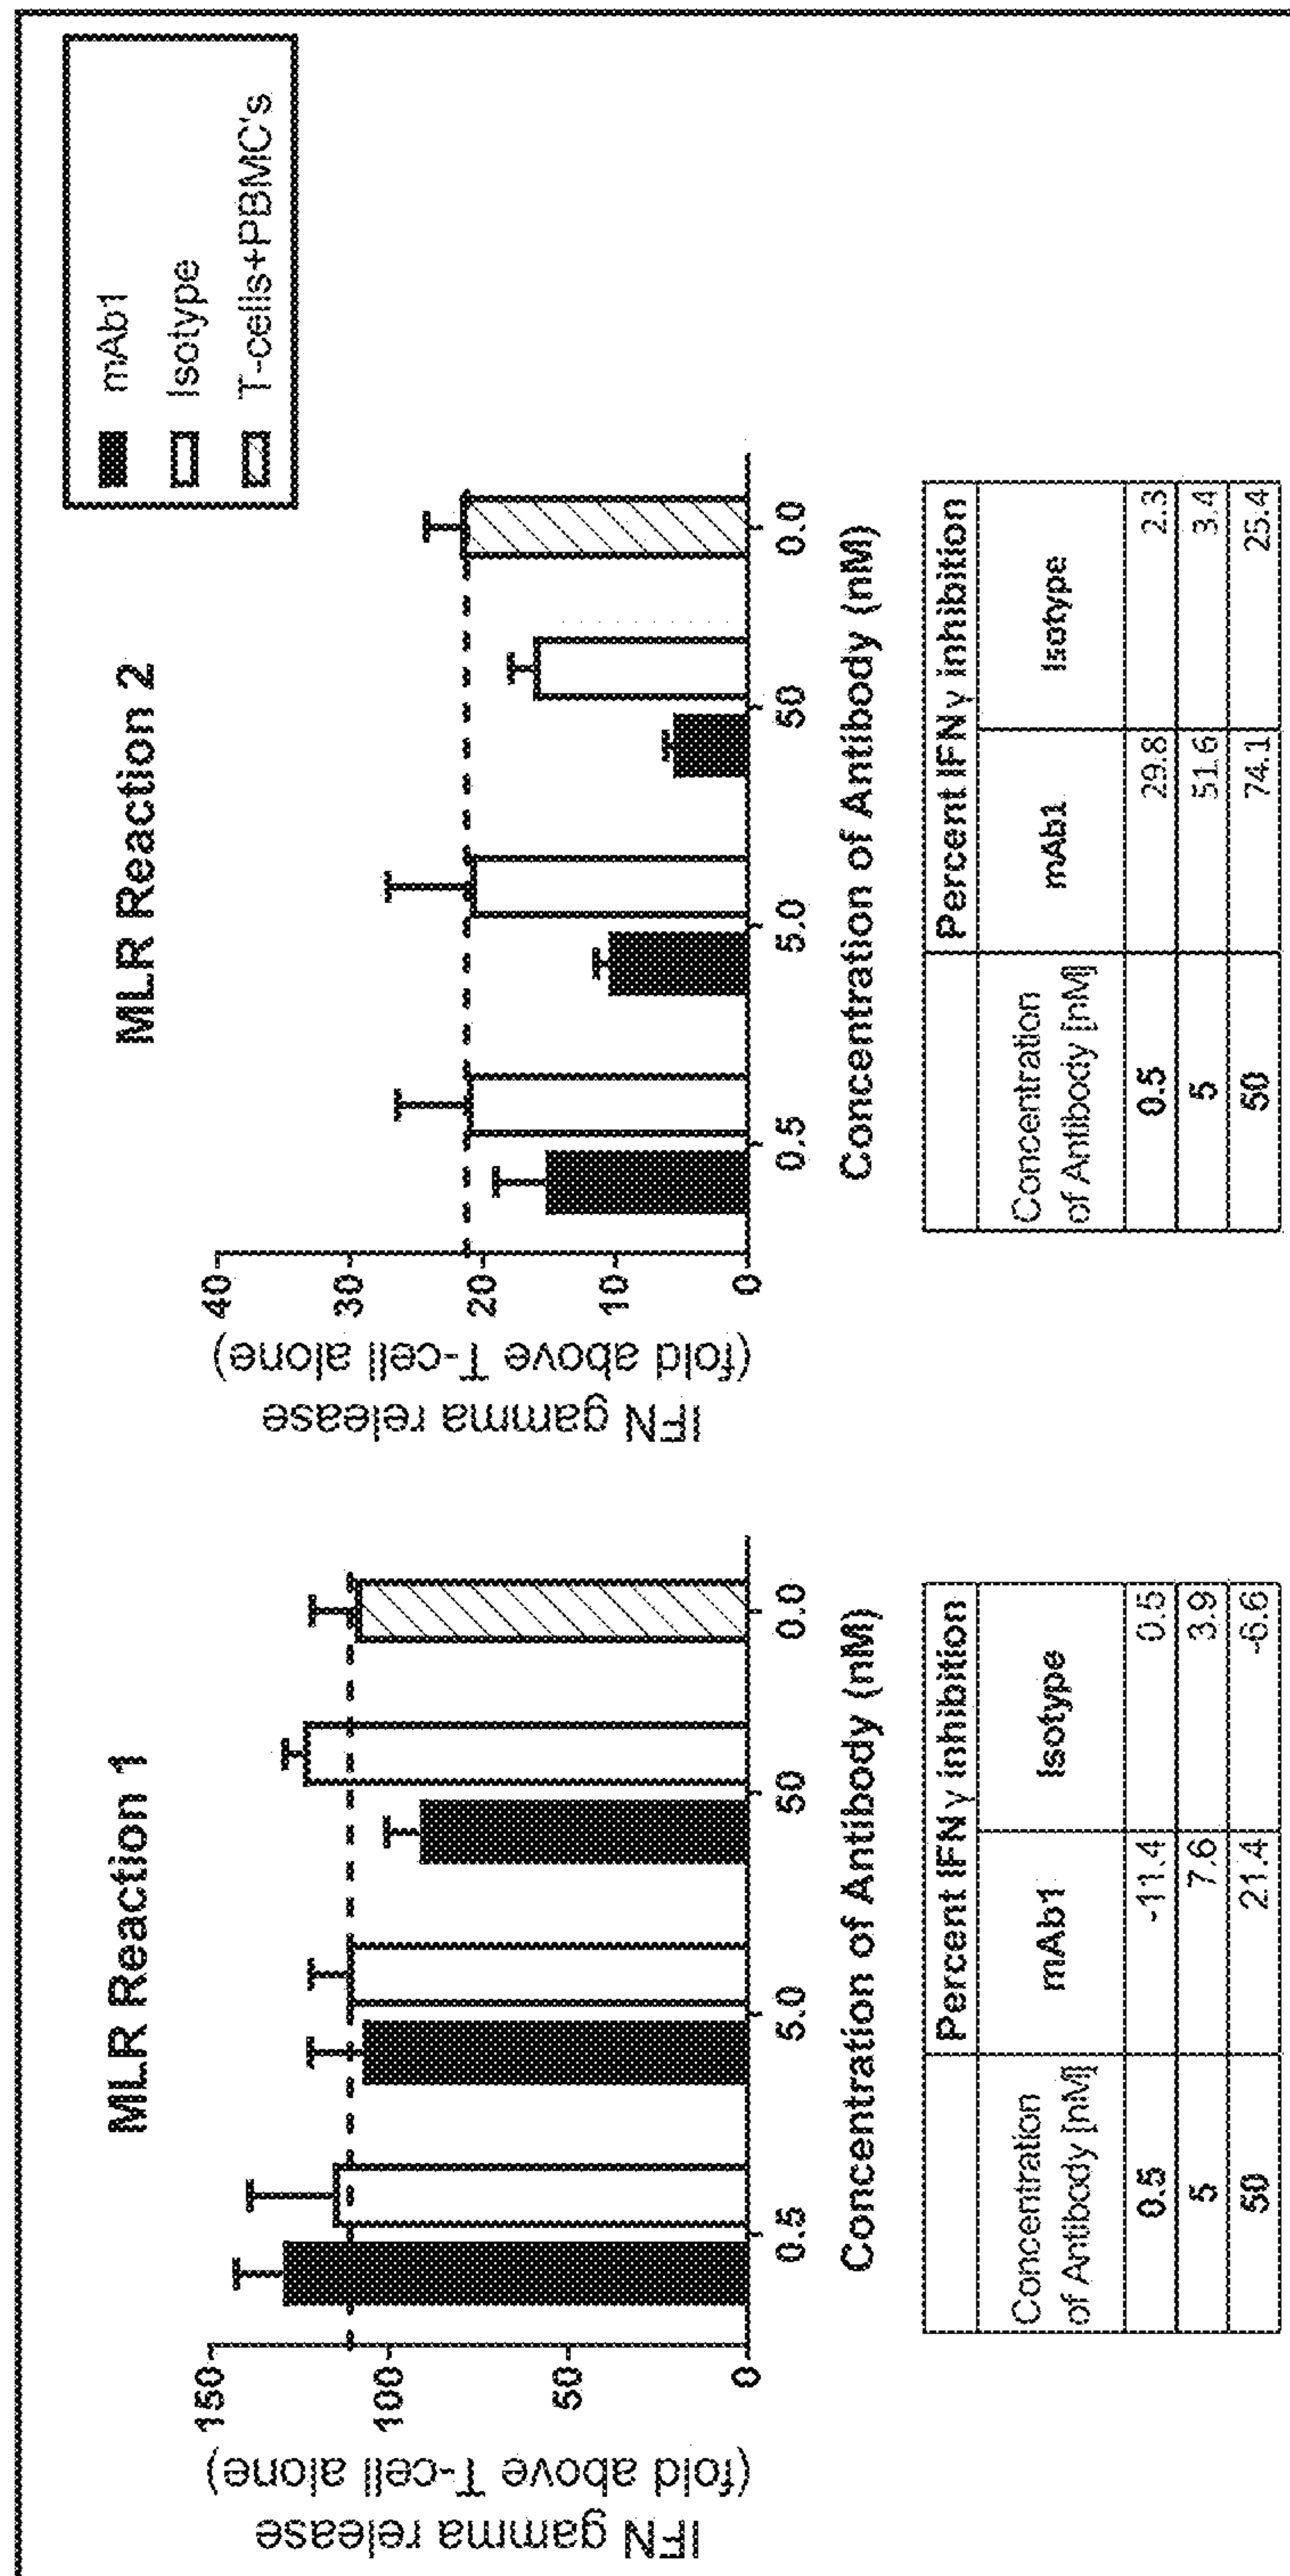 mAb1
Isotype
T-cells+PBMC's
MLR Reaction 1
IFN gamma release
(fold above T-cell alone)
150
100
50
0
0.5 5.0 50 0.0
Concentration of Antibody (nM)
Percent IFN γ inhibition
Concentration mAb1 Isotype
of Antibody [nM]
0.5 -11.4 0.5
5 7.6 3.9
50 21.4 -6.6
MLR Reaction 2
IFN gamma release
(fold above T-cell alone)
40
30
20
10
0
0.5 5.0 50 0.0
Concentration of Antibody (nM)
Percent IFN γ inhibition
Concentration mAb1 Isotype
of Antibody [nM]
0.5 29.8 2.3
5 51.6 3.4
50 74.1 25.4